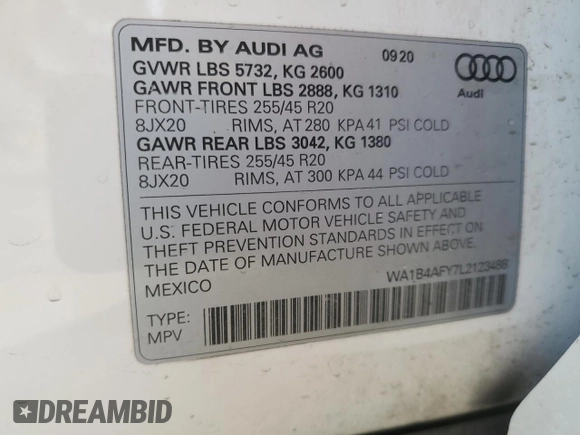 MFD. BY AUDI AG 09 20
GVWR LBS 5732, KG 2600
GAWR FRONT LBS 2888, KG 1310
Audi
FRONT-TIRES 255/45 R20
8JX20 RIMS, AT 280 KPA 41 PSI COLD
GAWR REAR LBS 3042, KG 1380
REAR-TIRES 255/45 R20
8JX20 RIMS, AT 300 KPA 44 PSI COLD
THIS VEHICLE CONFORMS TO ALL APPLICABLE
U.S. FEDERAL MOTOR VEHICLE SAFETY AND
THEFT PREVENTION STANDARDS IN EFFECT ON
THE DATE OF MANUFACTURE SHOWN ABOVE.
MEXICO
TYPE:
MPV
DREAMBID